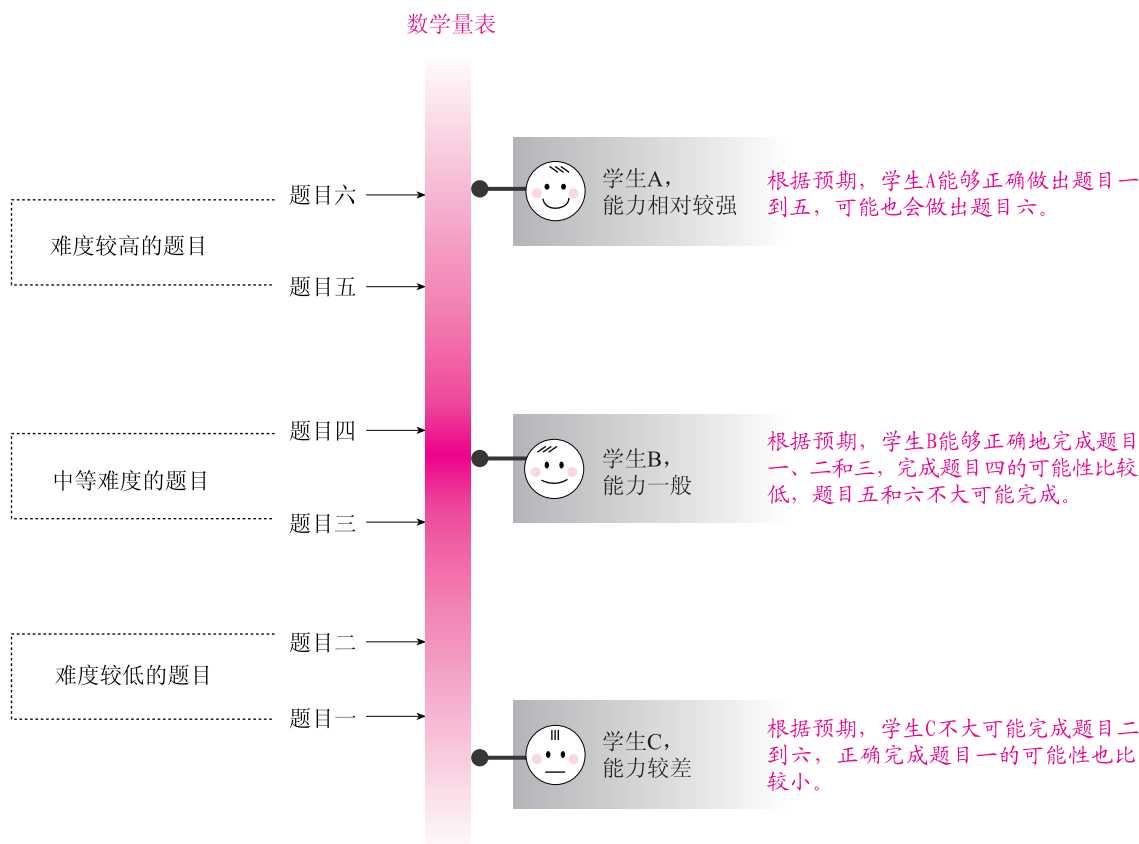 数学量表
题目六
难度较高的题目
题目五
学生A，
能力相对较强
根据预期，学生A能够正确做出题目一
到五，可能也会做出题目六。
题目四
中等难度的题目
题目三
学生B，
能力一般
根据预期，学生B能够正确地完成题目
一、二和三，完成题目四的可能性比较
低，题目五和六不大可能完成。
题目二
难度较低的题目
题目一
学生C，
能力较差
根据预期，学生C不大可能完成题目二
到六，正确完成题目一的可能性也比
较小。